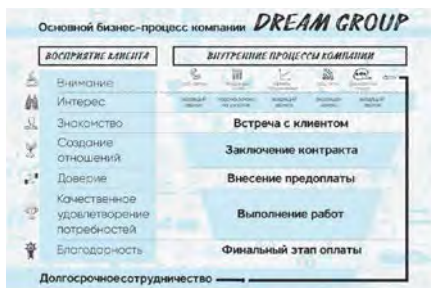 Основной бизнес-процесс компании DREAM GROUP
ВОСПРИЯТИЕ КЛИЕНТА
ВНУТРЕННИЕ ПРОЦЕССЫ КОМПАНИИ
Внимание
Интерес
Знакомство
Встреча с клиентом
Создание
отношений
Заключение контракта
Доверие
Внесение предоплаты
Качественное
удовлетворение
потребностей
Выполнение работ
Благодарность
Финальный этап оплаты
Долгосрочноесотрудничество